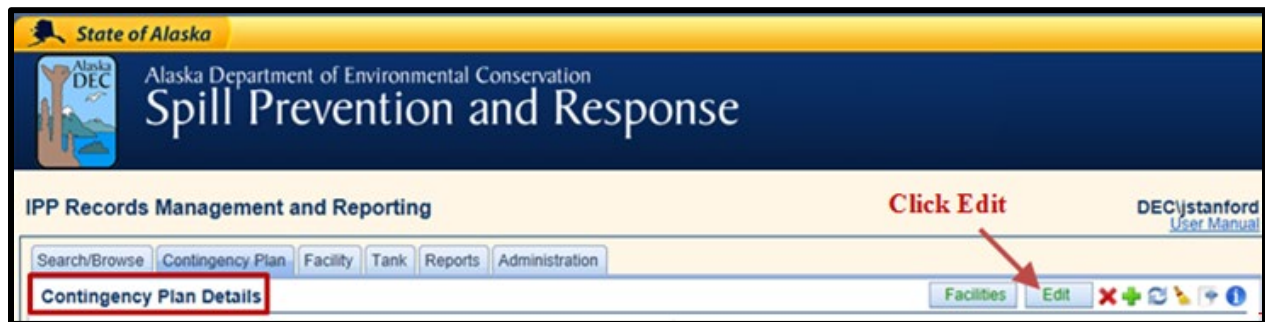 State of Alaska
Alaska
DEC
Alaska Department of Environmental Conservation
Spill Prevention and Response
IPP Records Management and Reporting
Click Edit
DEC\jstanford
User Manual
Search/Browse Contingency Plan Facility Tank Reports Administration
Contingency Plan Details
Facilities Edit